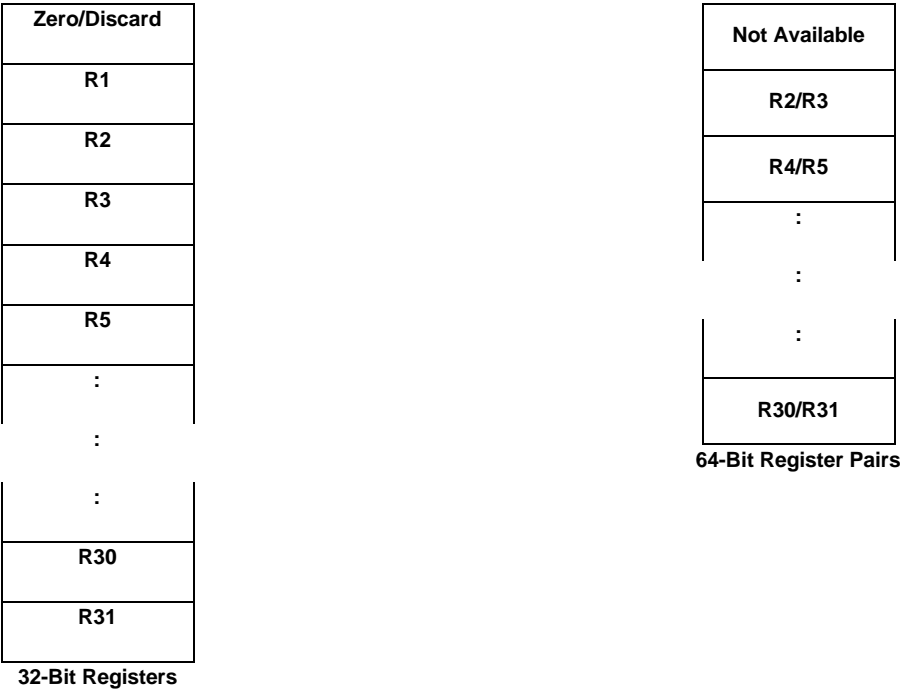 Zero/Discard
R1
R2
R3
R4
R5
:
:
:
R30
R31
32-Bit Registers
Not Available
R2/R3
R4/R5
:
:
:
R30/R31
64-Bit Register Pairs